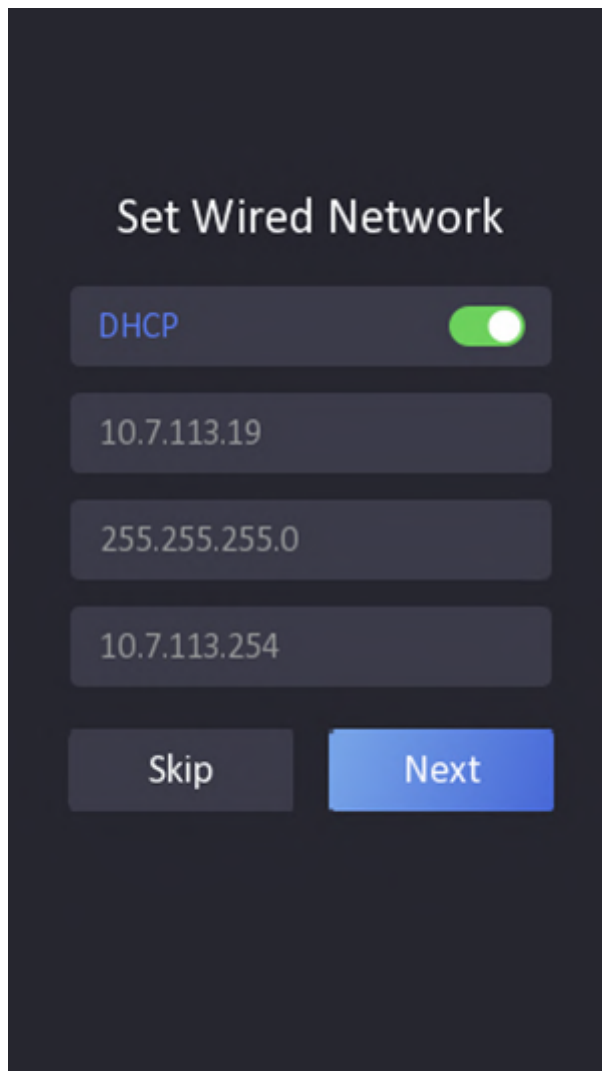 Set Wired Network
DHCP
10.7.113.19
255.255.255.0
10.7.113.254
Skip
Next